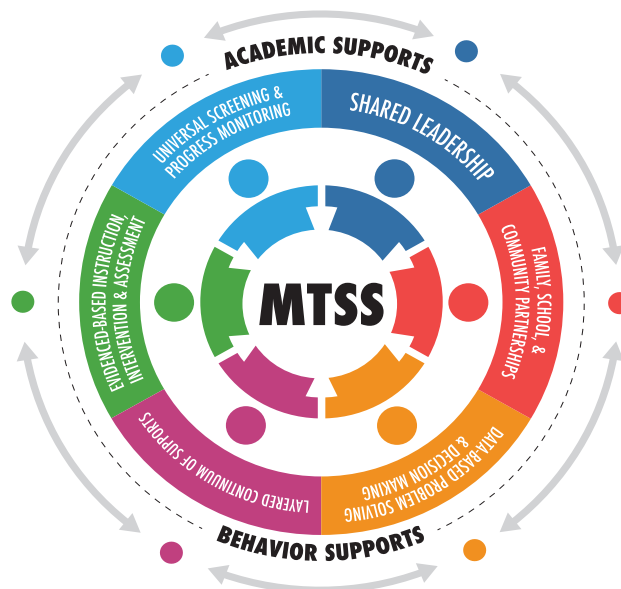 ACADEMIC SUPPORTS
UNIVERSAL SCREENING &
PROGRESS MONITORING
SHARED LEADERSHIP
FAMILY, SCHOOL, &
COMMUNITY PARTNERSHIPS
DATA-BASED PROBLEM SOLVING
& DECISION MAKING
LAYERED CONTINUUM OF SUPPORTS
EVIDENCED-BASED INSTRUCTION,
INTERVENTION & ASSESSMENT
MTSS
BEHAVIOR SUPPORTS